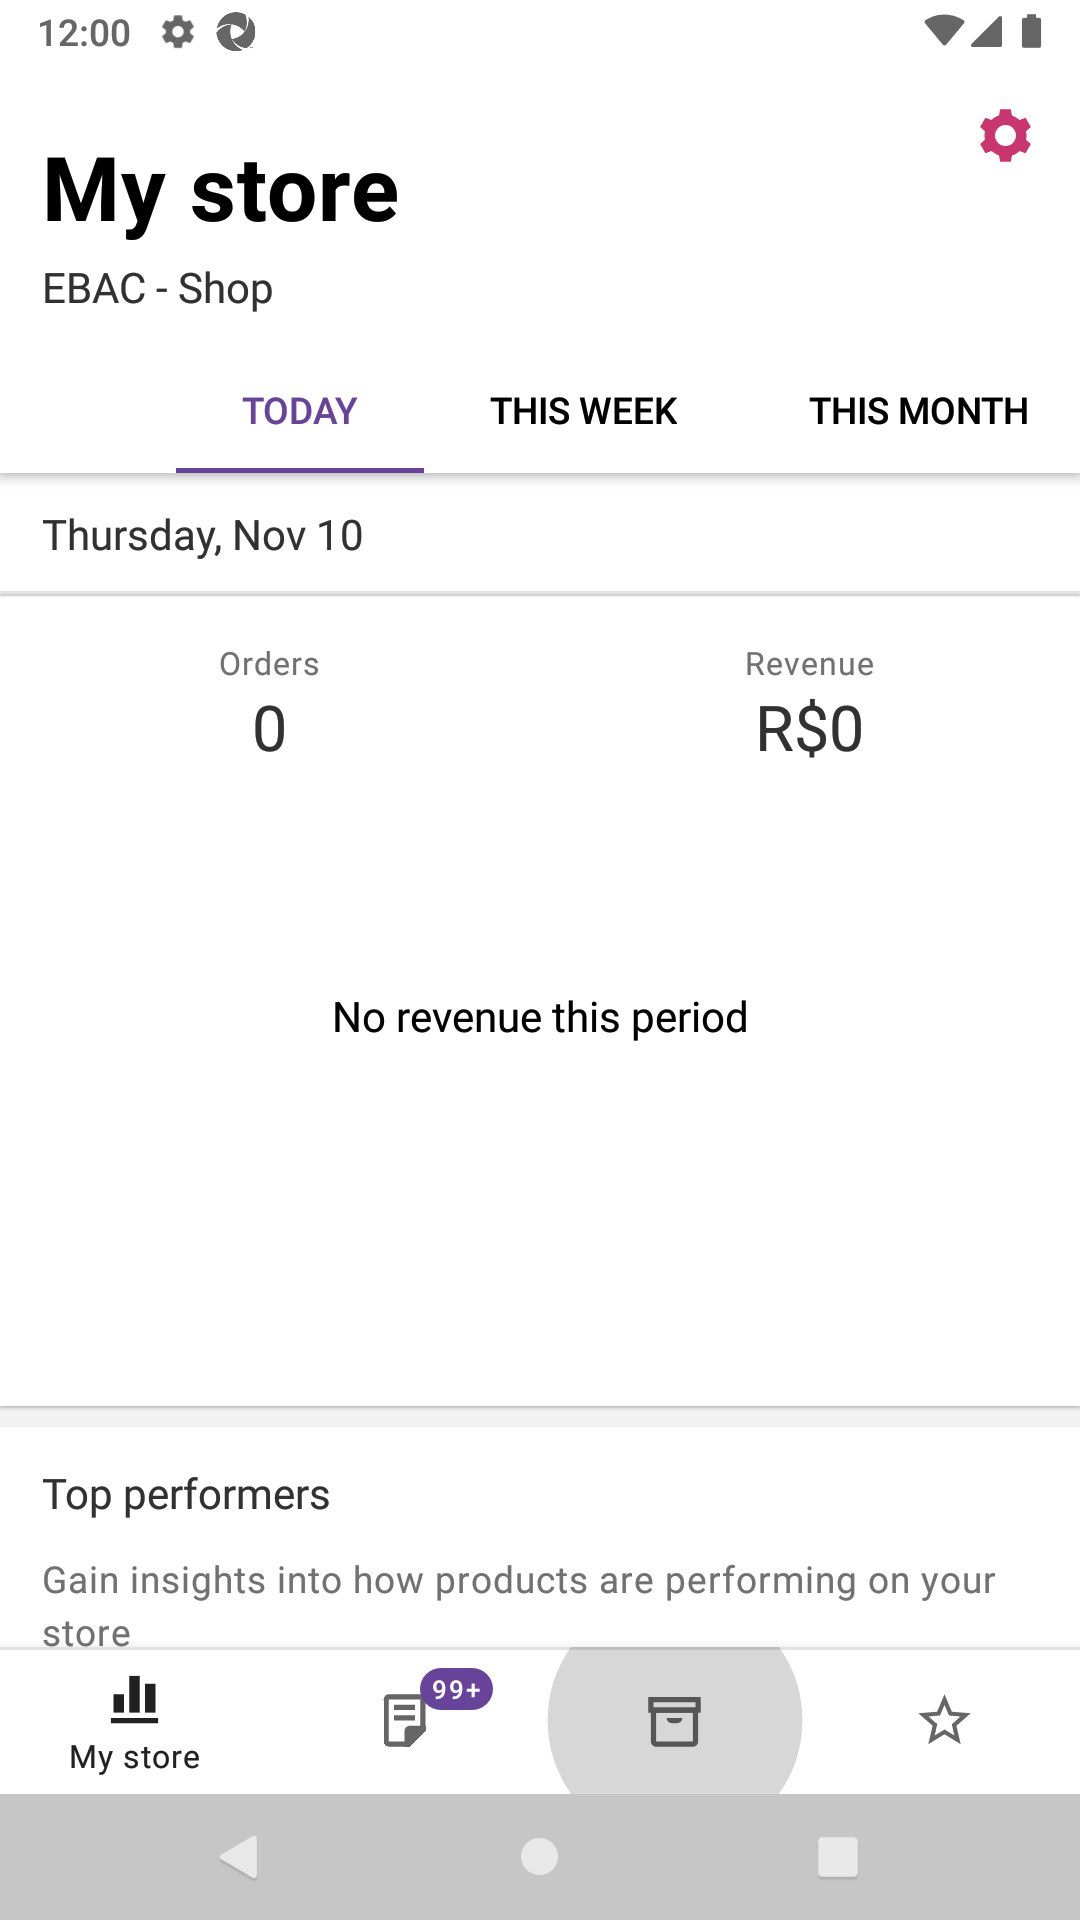 12:00
My store
EBAC - Shop
TODAY
THIS WEEK
THIS MONTH
Thursday, Nov 10
Orders
Revenue
0
R$0
No revenue this period
Top performers
Gain insights into how products are performing on your
store
99+
My store